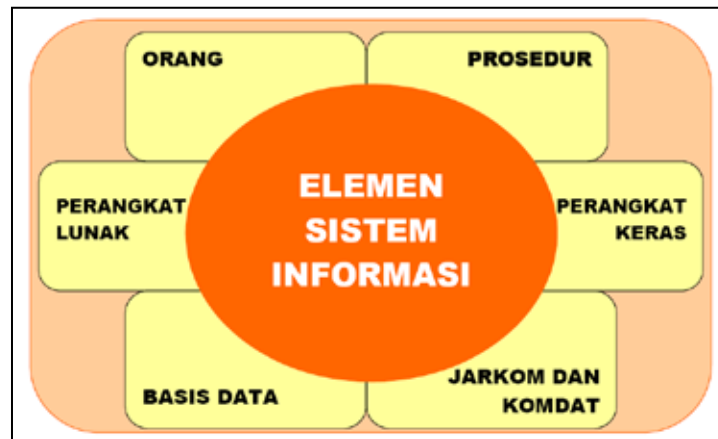 ORANG
PROSEDUR
ELEMEN
SISTEM
INFORMASI
PERANGKAT
LUNAK
PERANGKAT
KERAS
BASIS DATA
JARKOM DAN
KOMDAT